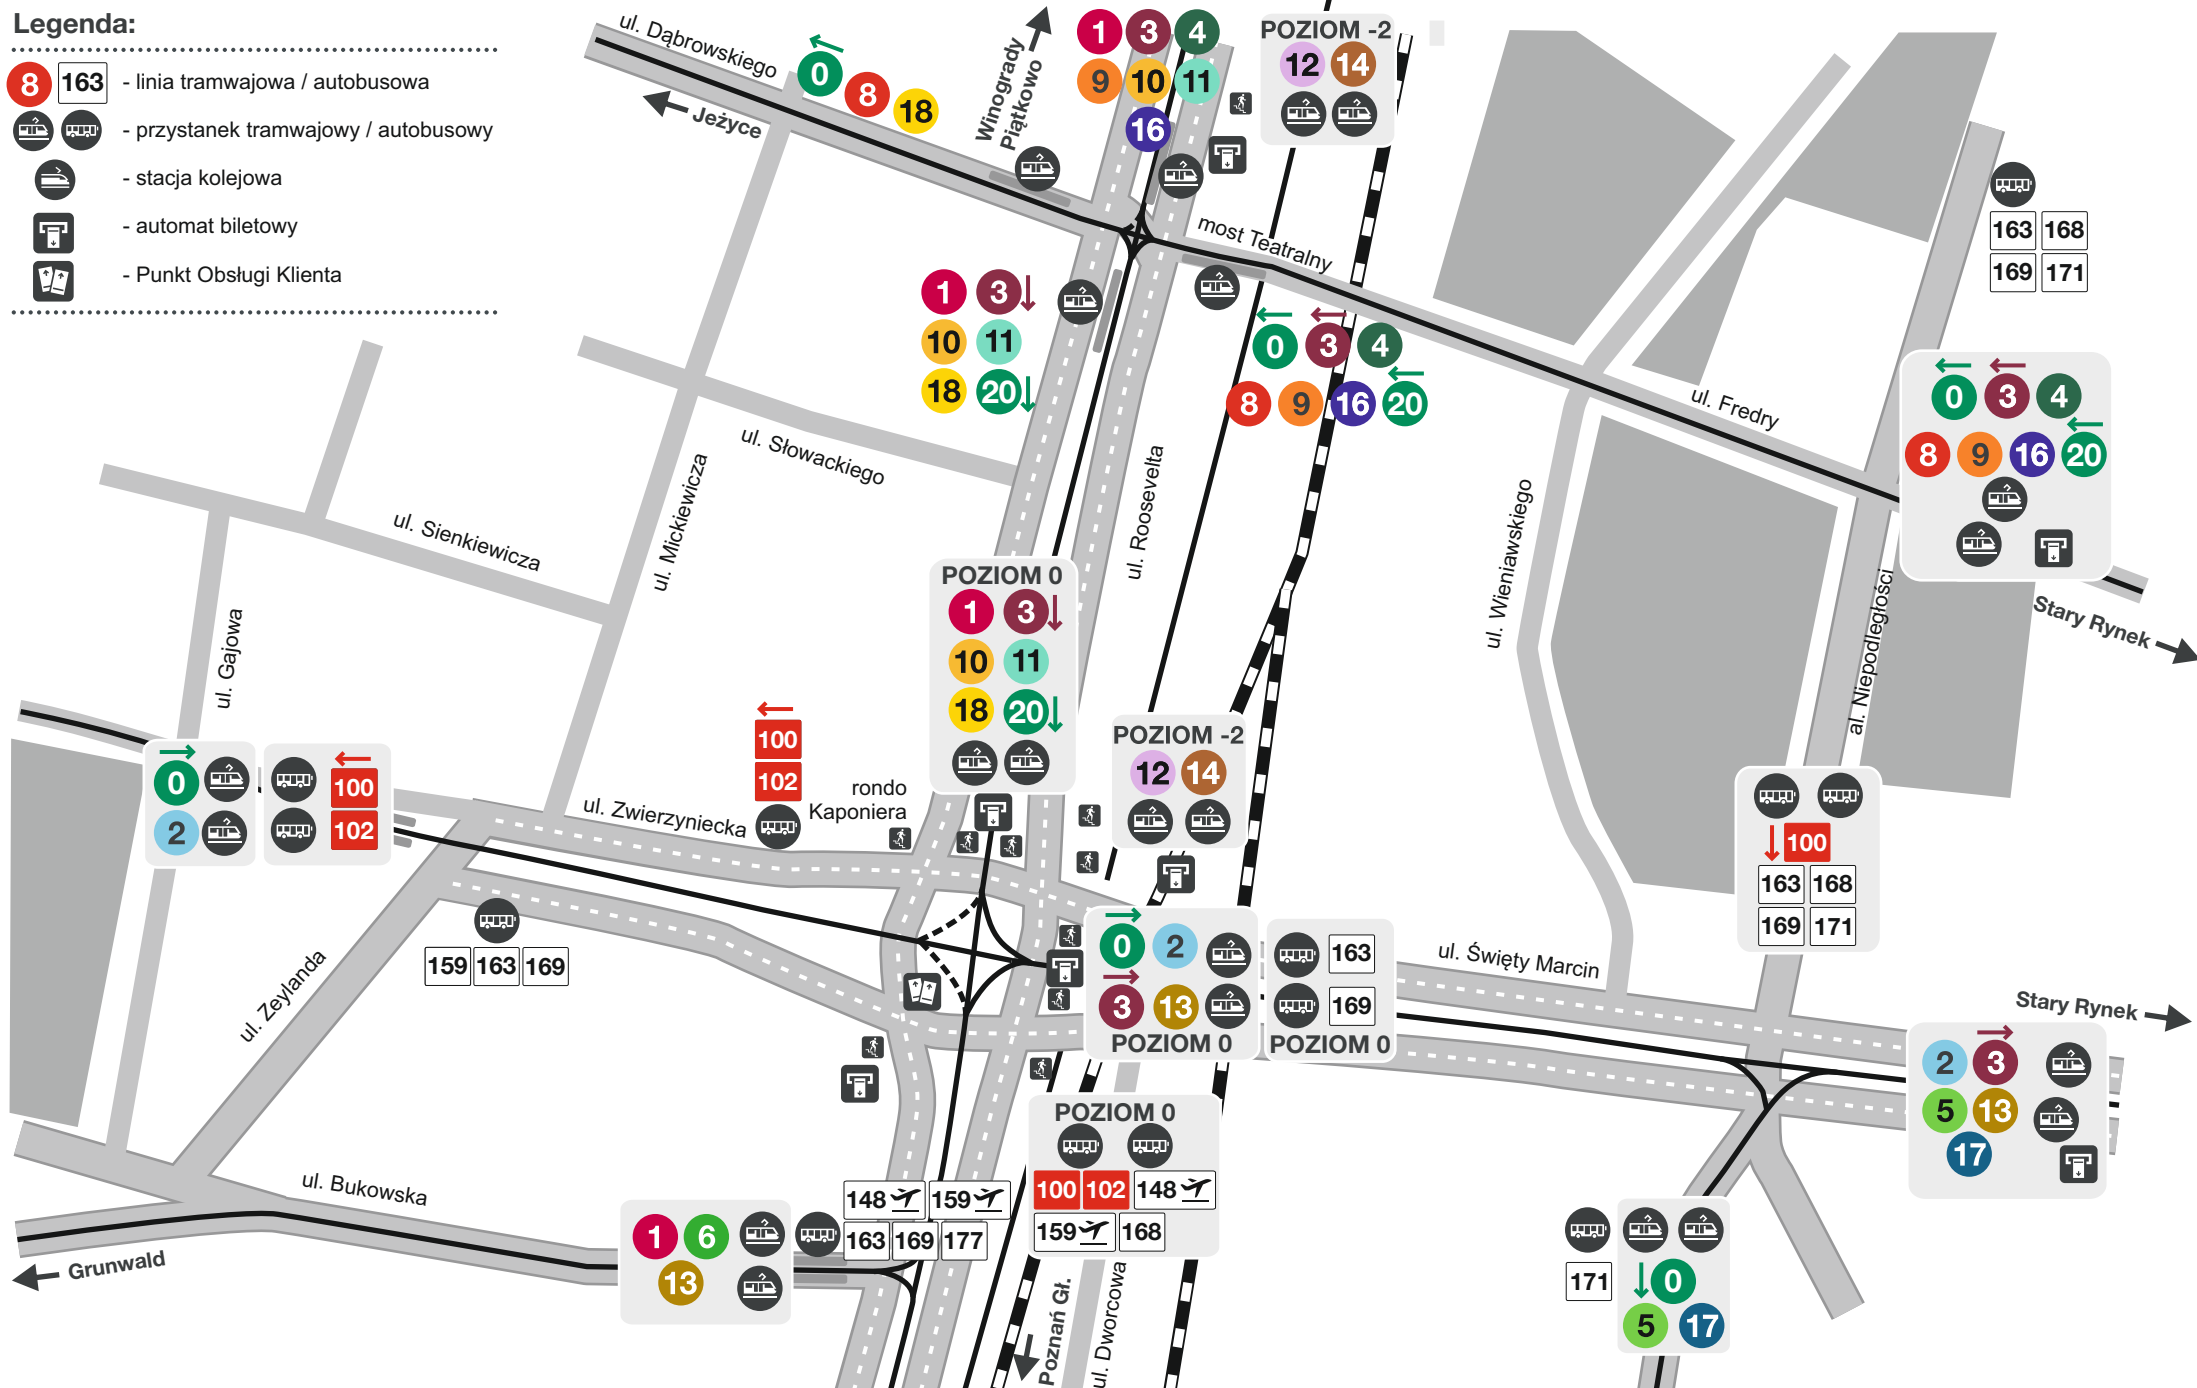 Legenda:
8 163 - linia tramwajowa / autobusowa
- przystanek tramwajowy / autobusowy
- stacja kolejowa
- automat biletowy
- Punkt Obsługi Klienta
ul. Dąbrowskiego
0 8 18
Jeżyce
Winogrady
Piątkowo
1 3 4
9 10 11
16
POZIOM -2
12 14
most Teatralny
163 168
169 171
1 3
10 11
18 20
0 3 4
8 9 16 20
ul. Fredry
0 3 4
8 9 16 20
Stary Rynek
ul. Słowackiego
ul. Mickiewicza
ul. Sienkiewicza
ul. Gajowa
ul. Roosevelta
ul. Wieniawskiego
al. Niepodległości
POZIOM 0
1 3
10 11
18 20
POZIOM -2
12 14
0
2
100
102
100
102
rondo
Kaponiera
ul. Zwierzyniecka
100
163 168
169 171
159 163 169
ul. Zeylanda
0 2
3 13
POZIOM 0
163
169
POZIOM 0
ul. Święty Marcin
Stary Rynek
2 3
5 13
17
POZIOM 0
100 102 148
159 168
ul. Bukowska
Grunwald
1 6
13
148 159
163 169 177
Poznań Gł.
ul. Dworcowa
171
0
5 17